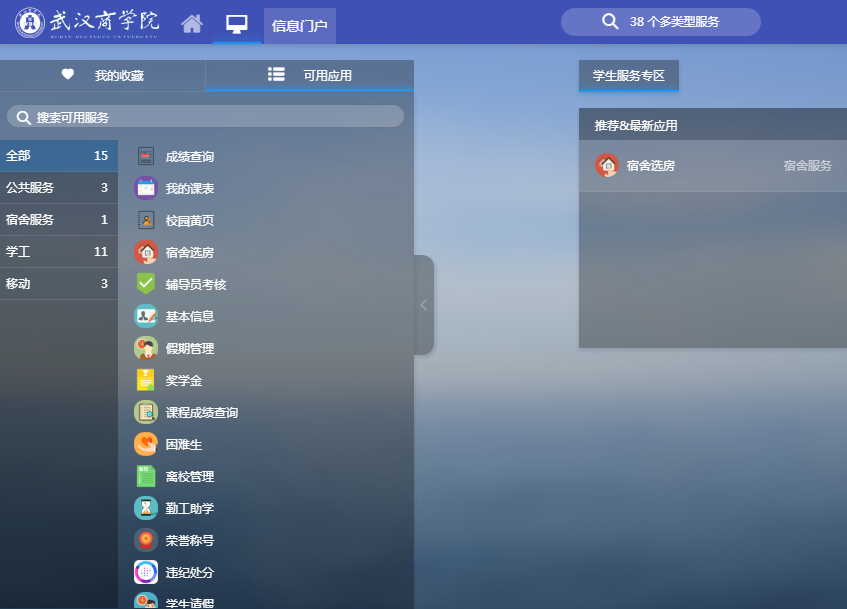 武汉商学院
信息门户
38 个多类型服务
我的收藏
可用应用
学生服务专区
搜索可用服务
推荐&最新应用
全部 15
公共服务 3
宿舍服务 1
学工 11
移动 3
成绩查询
我的课表
校园黄页
宿舍选房
辅导员考核
基本信息
假期管理
奖学金
课程成绩查询
困难生
离校管理
勤工助学
荣誉称号
违纪处分
学生请假
宿舍选房 宿舍服务